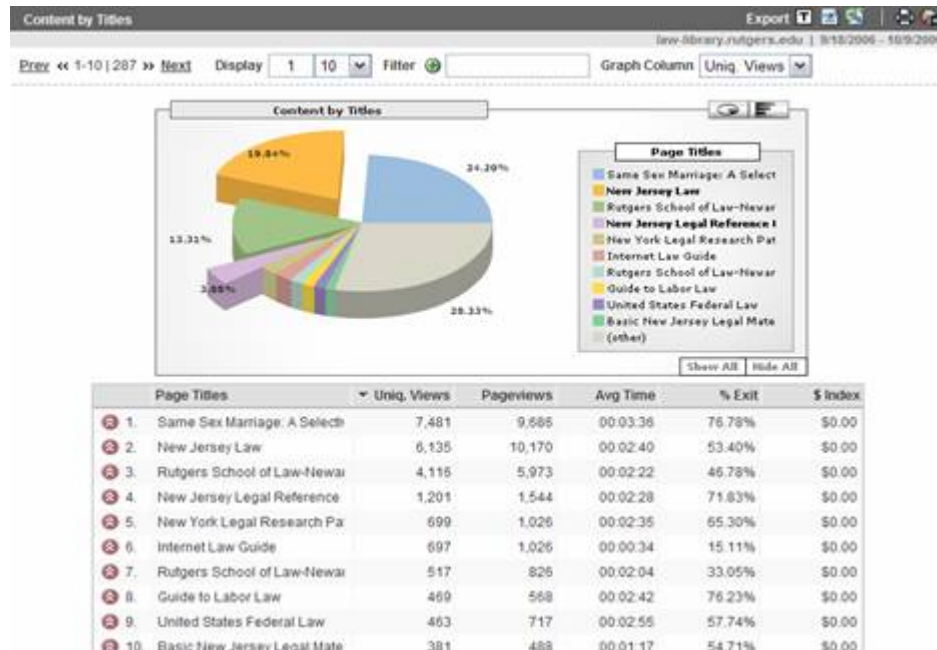 Content by Titles Export T
law-library.rutgers.edu | 9/18/2006 - 10/9/200
Prev « 1-10 | 287 » Next Display 1 10 Filter Graph Column Uniq. Views
Content by Titles
Page Titles
Same Sex Marriage: A Select
New Jersey Law
Rutgers School of Law-Newar
New Jersey Legal Reference
New York Legal Research Pat
Internet Law Guide
Rutgers School of Law-Newar
Guide to Labor Law
United States Federal Law
Basic New Jersey Legal Mate
(other)
19.84%
13.31%
28.33%
Show All Hide All
Page Titles Uniq. Views Pageviews Avg Time % Exit $ Index
1. Same Sex Marriage: A Selecti 7,481 9,686 00:03:36 76.78% $0.00
2. New Jersey Law 6,135 10,170 00:02:40 53.40% $0.00
3. Rutgers School of Law-Newar 4,116 5,973 00:02:22 46.78% $0.00
4. New Jersey Legal Reference 1,201 1,544 00:02:28 71.83% $0.00
5. New York Legal Research Pa 699 1,026 00:02:35 65.30% $0.00
6. Internet Law Guide 697 1,026 00:00:34 15.11% $0.00
7. Rutgers School of Law-Newar 517 826 00:02:04 33.05% $0.00
8. Guide to Labor Law 469 568 00:02:42 76.23% $0.00
9. United States Federal Law 463 717 00:02:55 57.74% $0.00
10. Basic New Jersey Legal Mate 381 488 00:01:17 54.71% $0.00